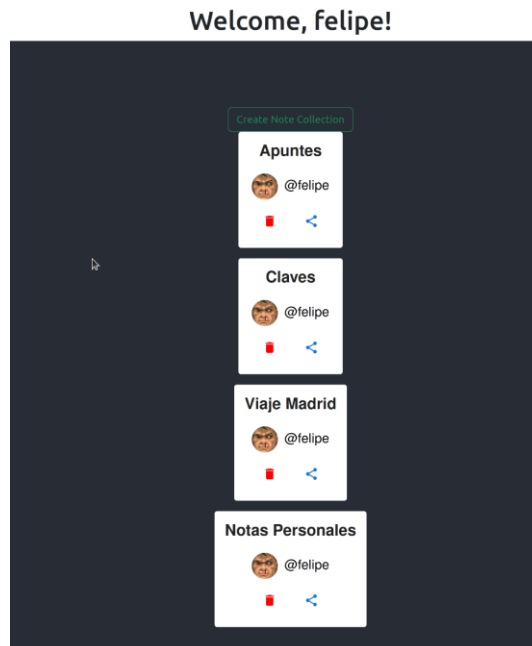 Welcome, felipe!
Create Note Collection
Apuntes
@felipe
Claves
@felipe
Viaje Madrid
@felipe
Notas Personales
@felipe